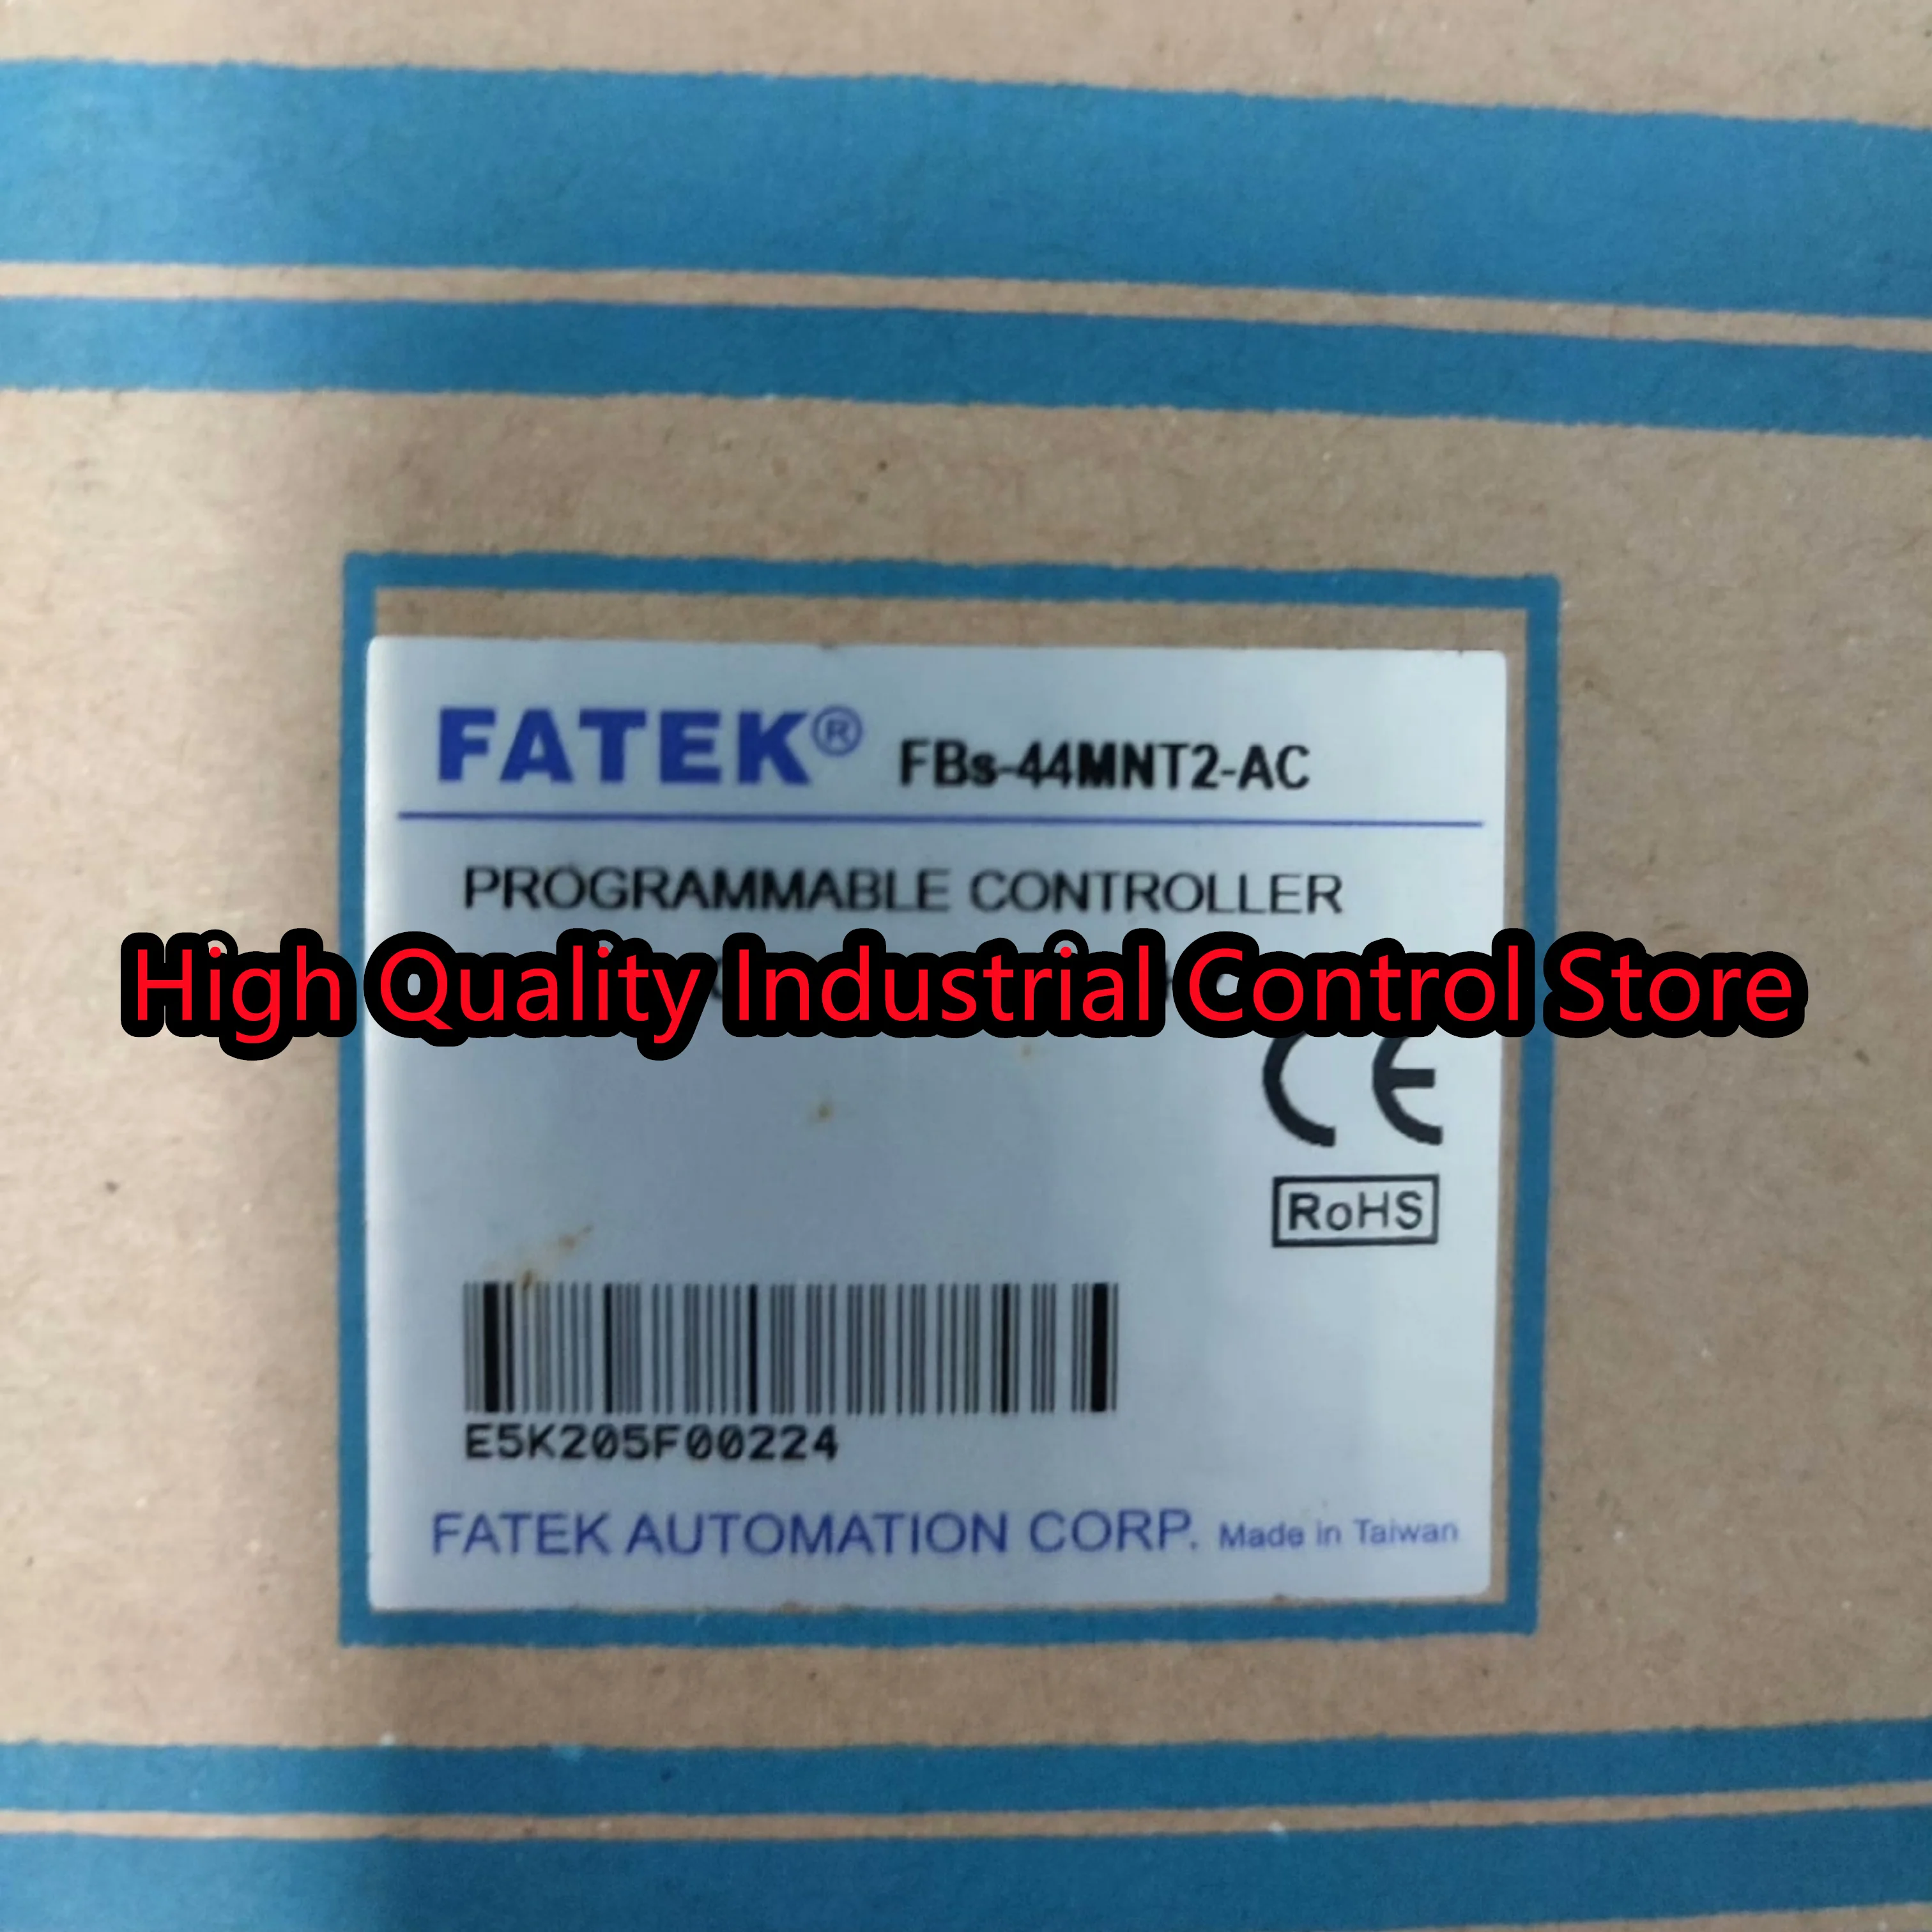 FATEK® FBs-44MNT2-AC
PROGRAMMABLE CONTROLLER
High Quality Industrial Control Store
CE
RoHS
E5K205F00224
FATEK AUTOMATION CORP. Made in Taiwan